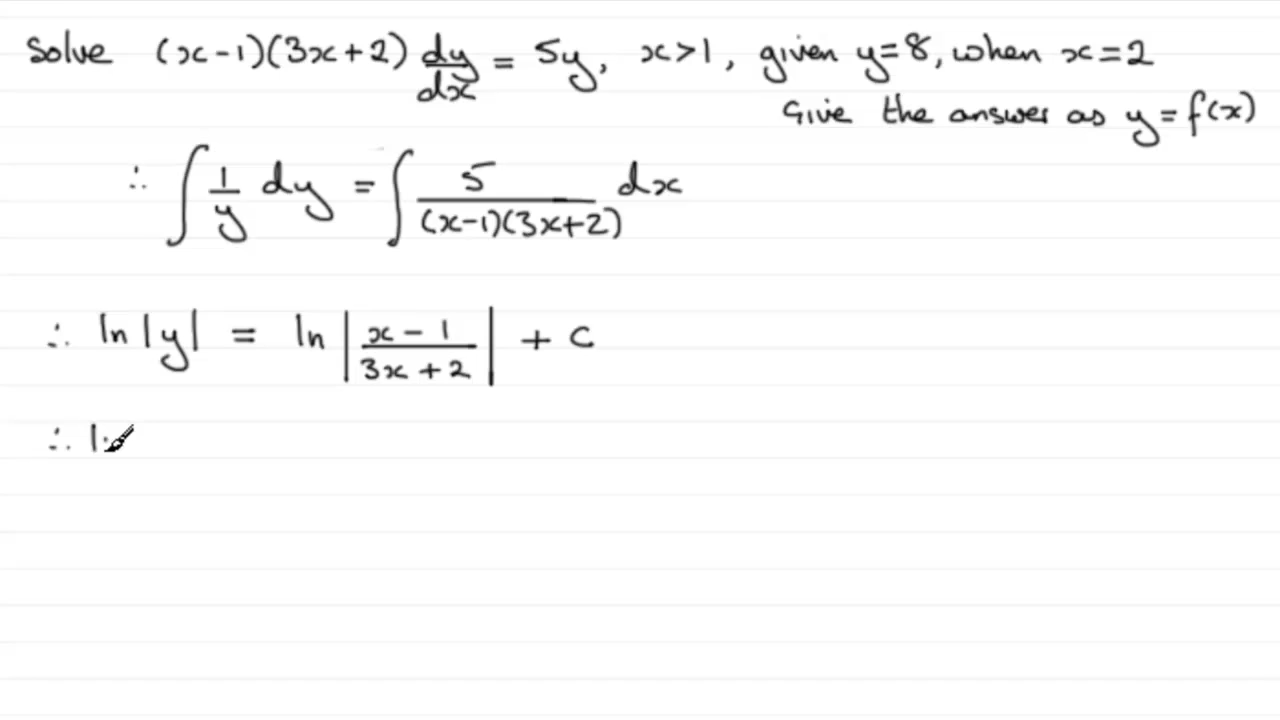 Solve (x-1)(3x+2) dy/dx = 5y, x>1, given y=8, when x=2
Give the answer as y=f(x)
∴ ∫ 1/y dy = ∫ 5/((x-1)(3x+2)) dx
∴ ln|y| = ln|(x-1)/(3x+2)| + c
∴